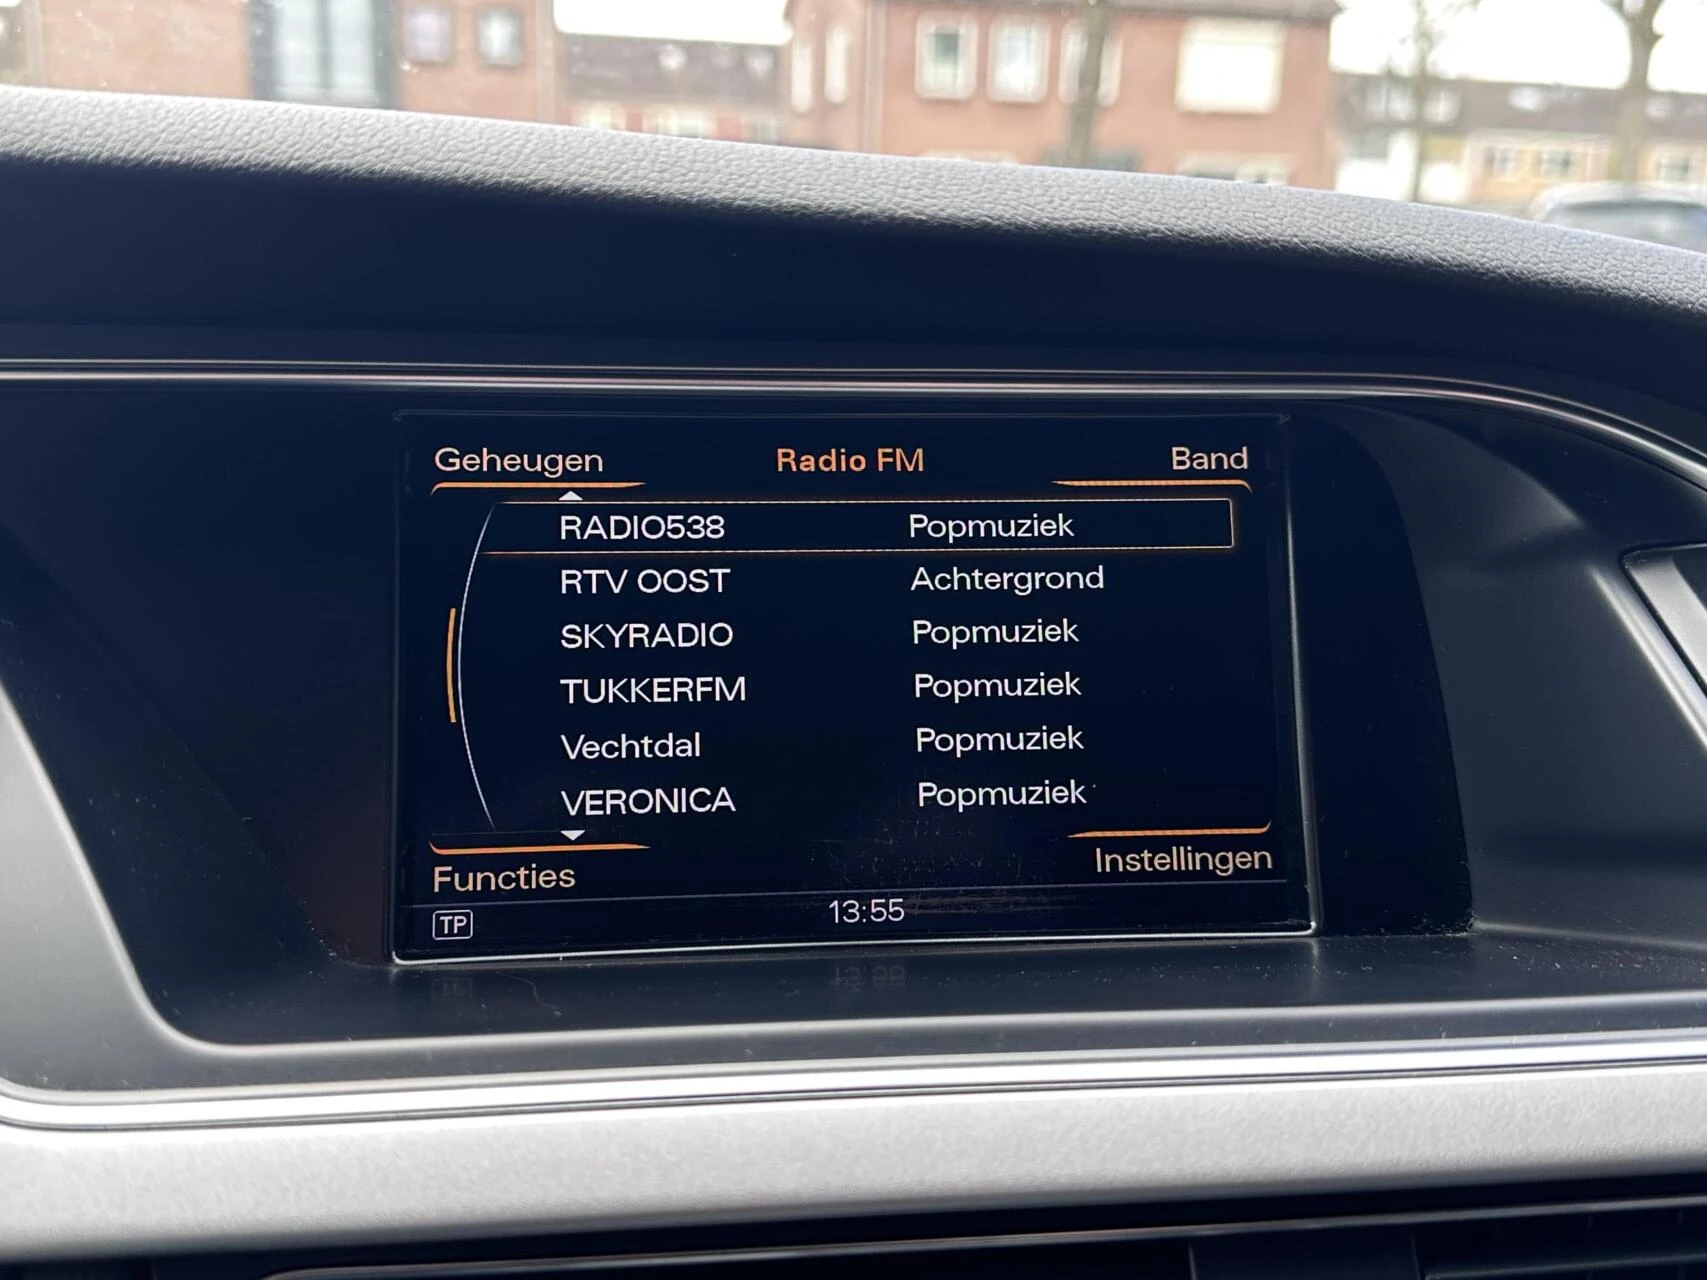 Geheugen Radio FM Band
RADIO538 Popmuziek
RTV OOST Achtergrond
SKYRADIO Popmuziek
TUKKERFM Popmuziek
Vechtdal Popmuziek
VERONICA Popmuziek
Functies Instellingen
TP 13:55